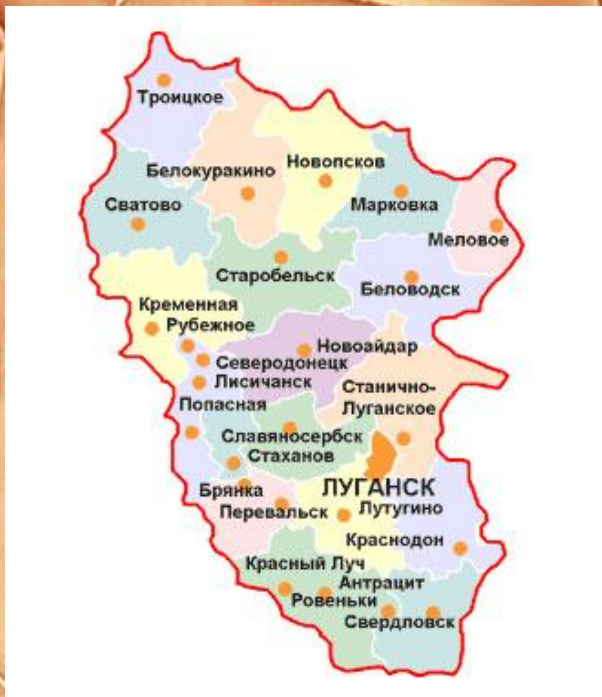 Троицкое
Белокуракино
Новопсков
Сватово
Марковка
Меловое
Старобельск
Беловодск
Кременная
Рубежное
Новоайдар
Северодонецк
Лисичанск
Станично-
Луганское
Попасная
Славяносербск
Стаханов
Брянка
ЛУГАНСК
Перевальск
Лутугино
Краснодон
Красный Луч
Антрацит
Ровеньки
Свердловск